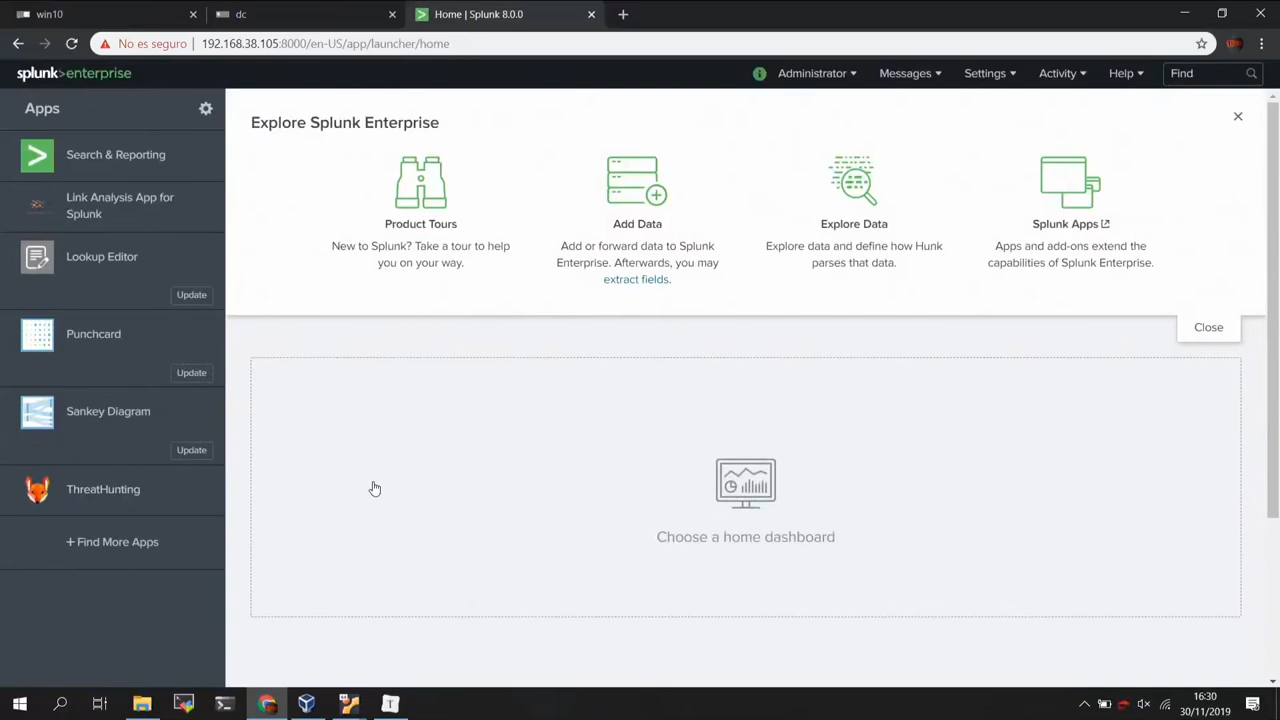 win10
dc
Home | Splunk 8.0.0
No es seguro
192.168.38.105:8000/en-US/app/launcher/home
splunk>enterprise
Administrator
Messages
Settings
Activity
Help
Find
Apps
Search & Reporting
Link Analysis App for
Splunk
Lookup Editor
Update
Punchcard
Update
Sankey Diagram
Update
ThreatHunting
+ Find More Apps
Explore Splunk Enterprise
Product Tours
New to Splunk? Take a tour to help
you on your way.
Add Data
Add or forward data to Splunk
Enterprise. Afterwards, you may
extract fields.
Explore Data
Explore data and define how Hunk
parses that data.
Splunk Apps
Apps and add-ons extend the
capabilities of Splunk Enterprise.
Close
Choose a home dashboard
16:30
30/11/2019